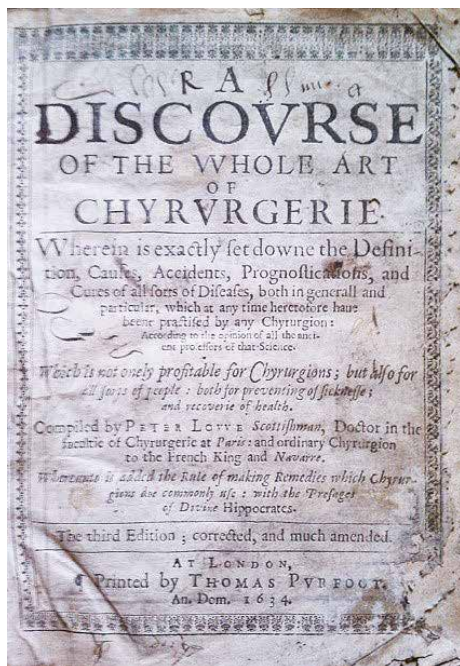 A
DISCOVRSE
OF THE VVHOLE ART
OF
CHYRVRGERIE.
Wherein is exactly set downe the Defini-
tion, Causes, Accidents, Prognostications, and
Cures of all sorts of Diseases, both in generall and
particular, which at any time heretofore haue
beene practised by any Chyrurgion:
According to the opinion of all the anci-
ent professors of that Science.
Which is not onely profitable for Chyrurgions; but also for
all sorts of people: both for preventing of sicknesse;
and recoverie of health.
Compiled by PETER LOVVE Scottishman, Doctor in the
facultie of Chyrurgerie at Paris: and ordinary Chyrurgion
to the French King and Navarre.
Whereunto is added the Rule of making Remedies which Chyrur-
gions doe commonly use: with the Presages
of Divine Hippocrates.
The third Edition; corrected, and much amended.
AT LONDON,
Printed by THOMAS PVRFOOT.
An. Dom. 1634.